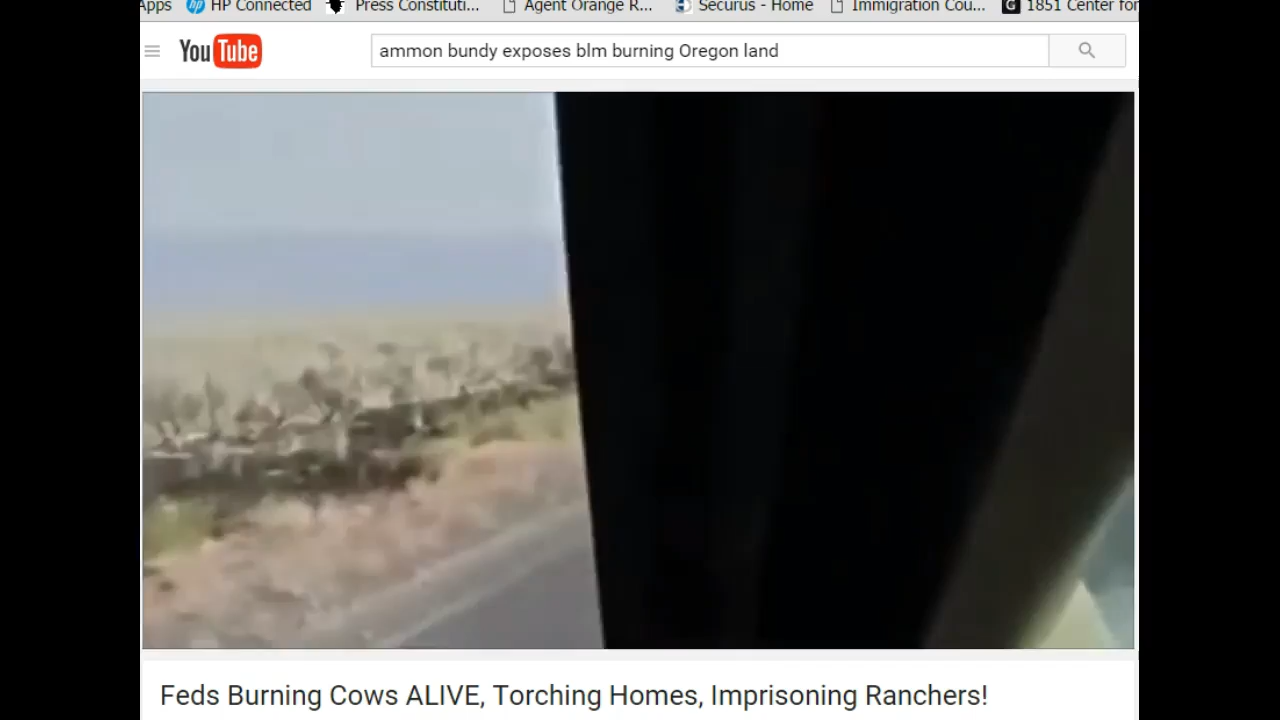 Apps HP Connected Press Constituti... Agent Orange R... Securus - Home Immigration Cou... 1851 Center for
YouTube ammon bundy exposes blm burning Oregon land
Feds Burning Cows ALIVE, Torching Homes, Imprisoning Ranchers!